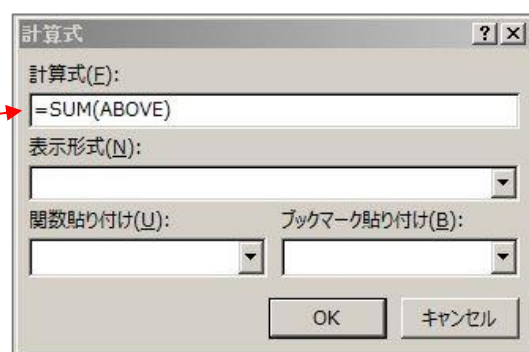 計算式
計算式(F):
=SUM(ABOVE)
表示形式(N):
関数貼り付け(U): ブックマーク貼り付け(B):
OK キャンセル